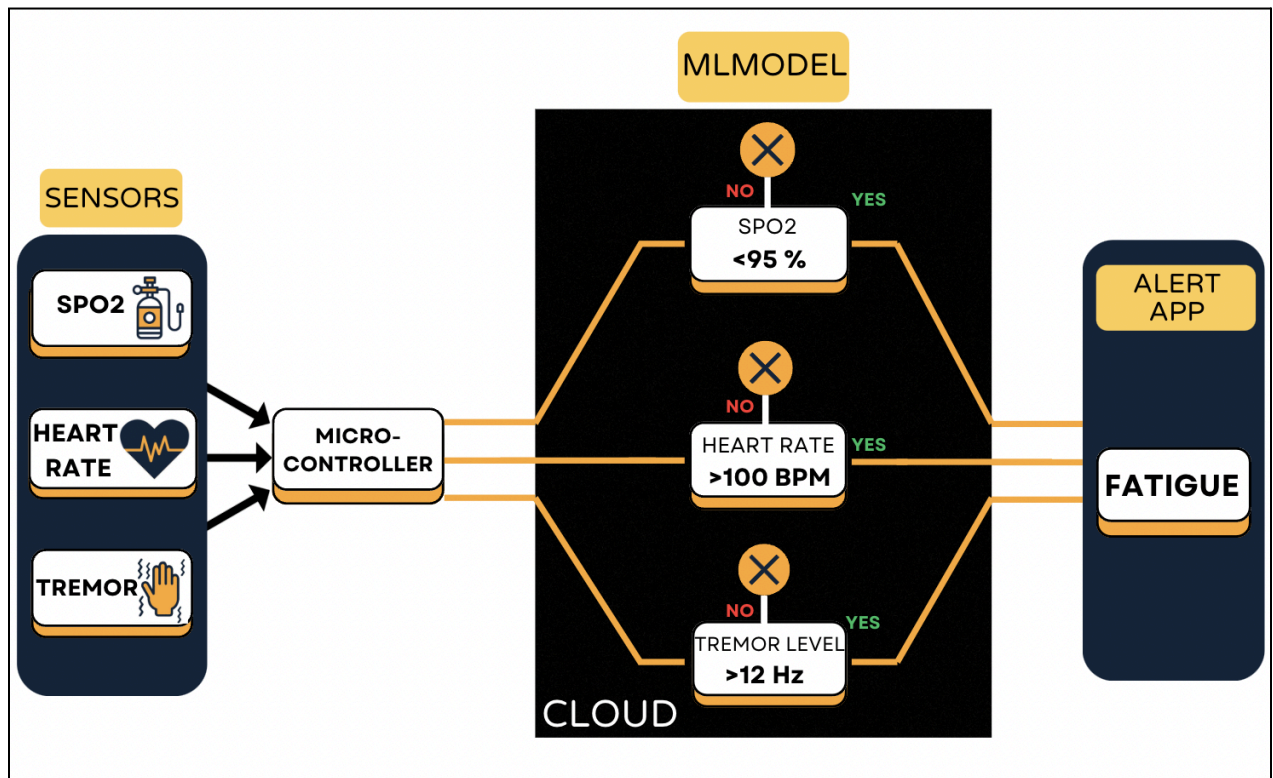 MLMODEL
SENSORS
SPO2
HEART
RATE
TREMOR
MICRO-
CONTROLLER
NO
YES
SPO2
<95 %
NO
YES
HEART RATE
>100 BPM
NO
YES
TREMOR LEVEL
>12 Hz
CLOUD
ALERT
APP
FATIGUE